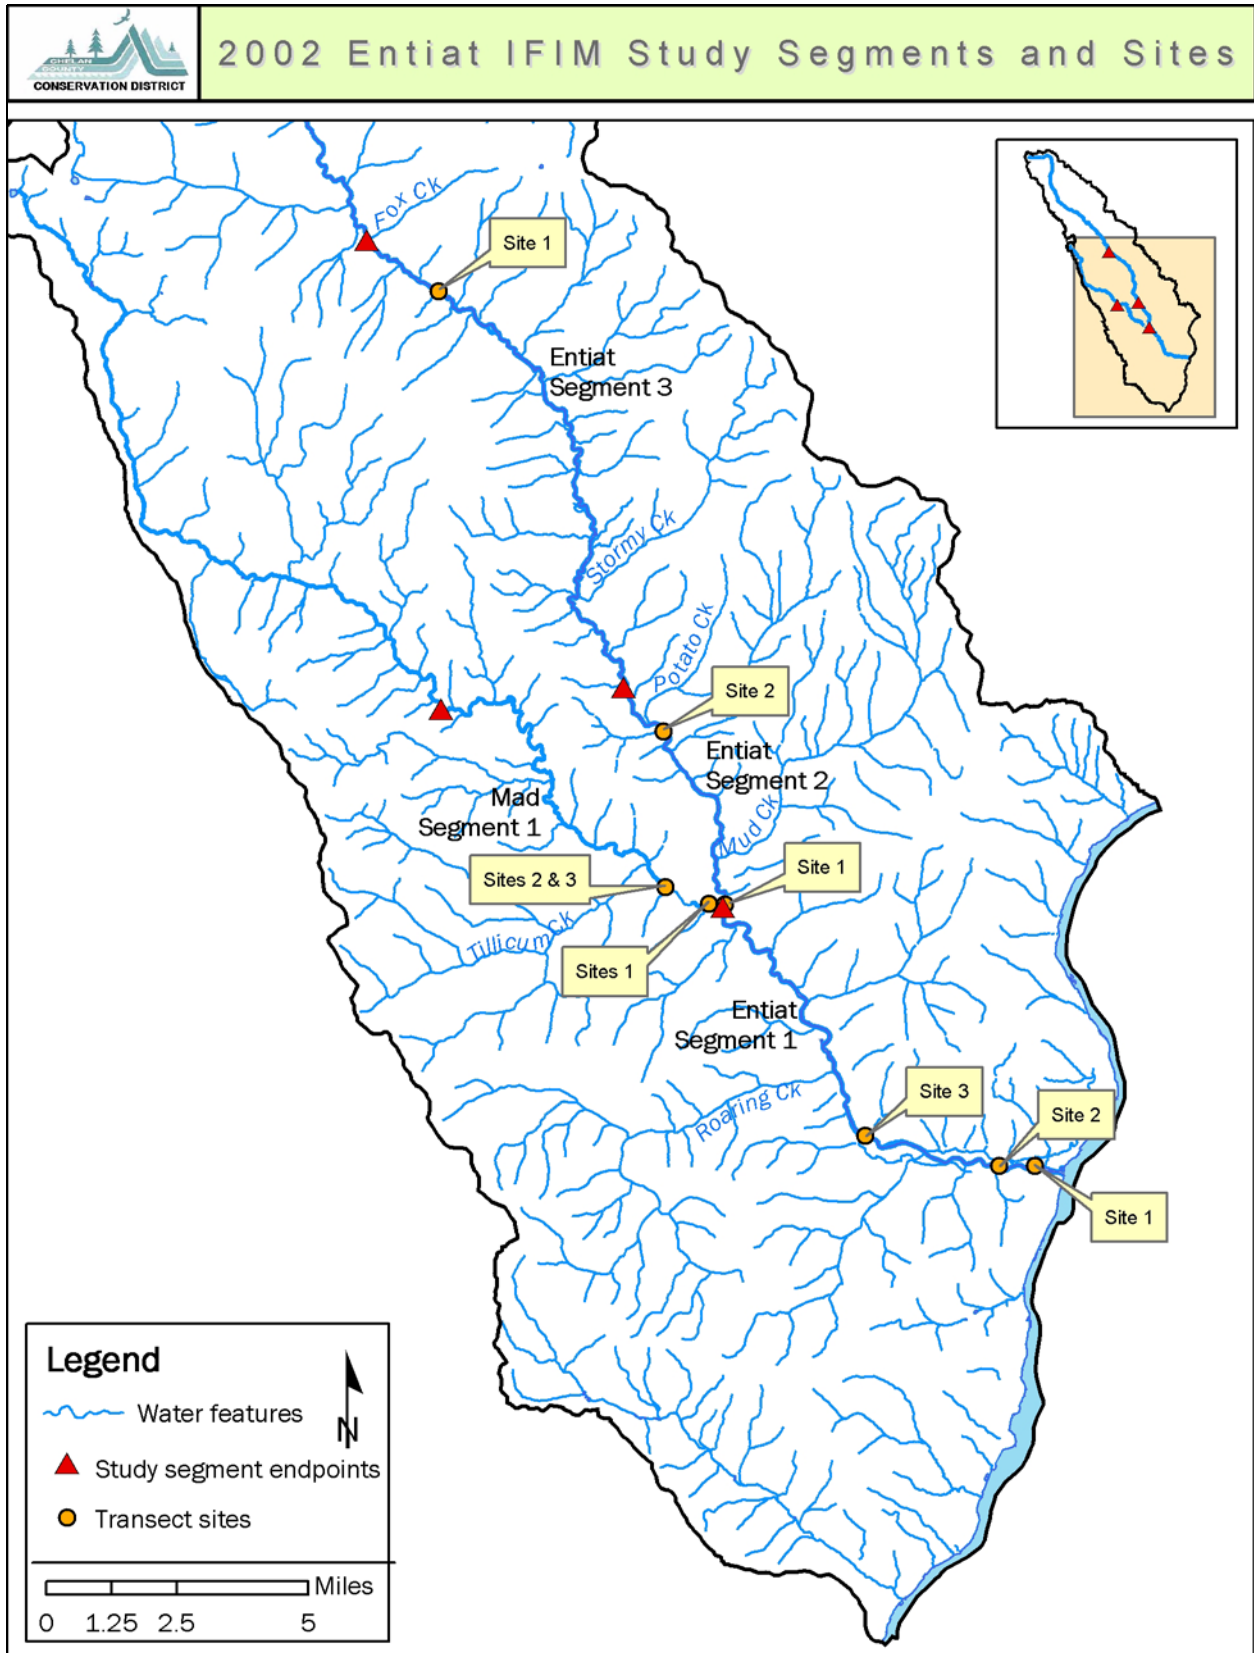 CHELAN
COUNTY
CONSERVATION DISTRICT
2002 Entiat IFIM Study Segments and Sites
Fox Ck
Site 1
Entiat
Segment 3
Stormy Ck
Potato Ck
Site 2
Entiat
Segment 2
Mad
Segment 1
Mud Ck
Site 1
Sites 2 & 3
Tillicum Ck
Sites 1
Entiat
Segment 1
Roaring Ck
Site 3
Site 2
Site 1
Legend
Water features
N
Study segment endpoints
Transect sites
Miles
0 1.25 2.5 5